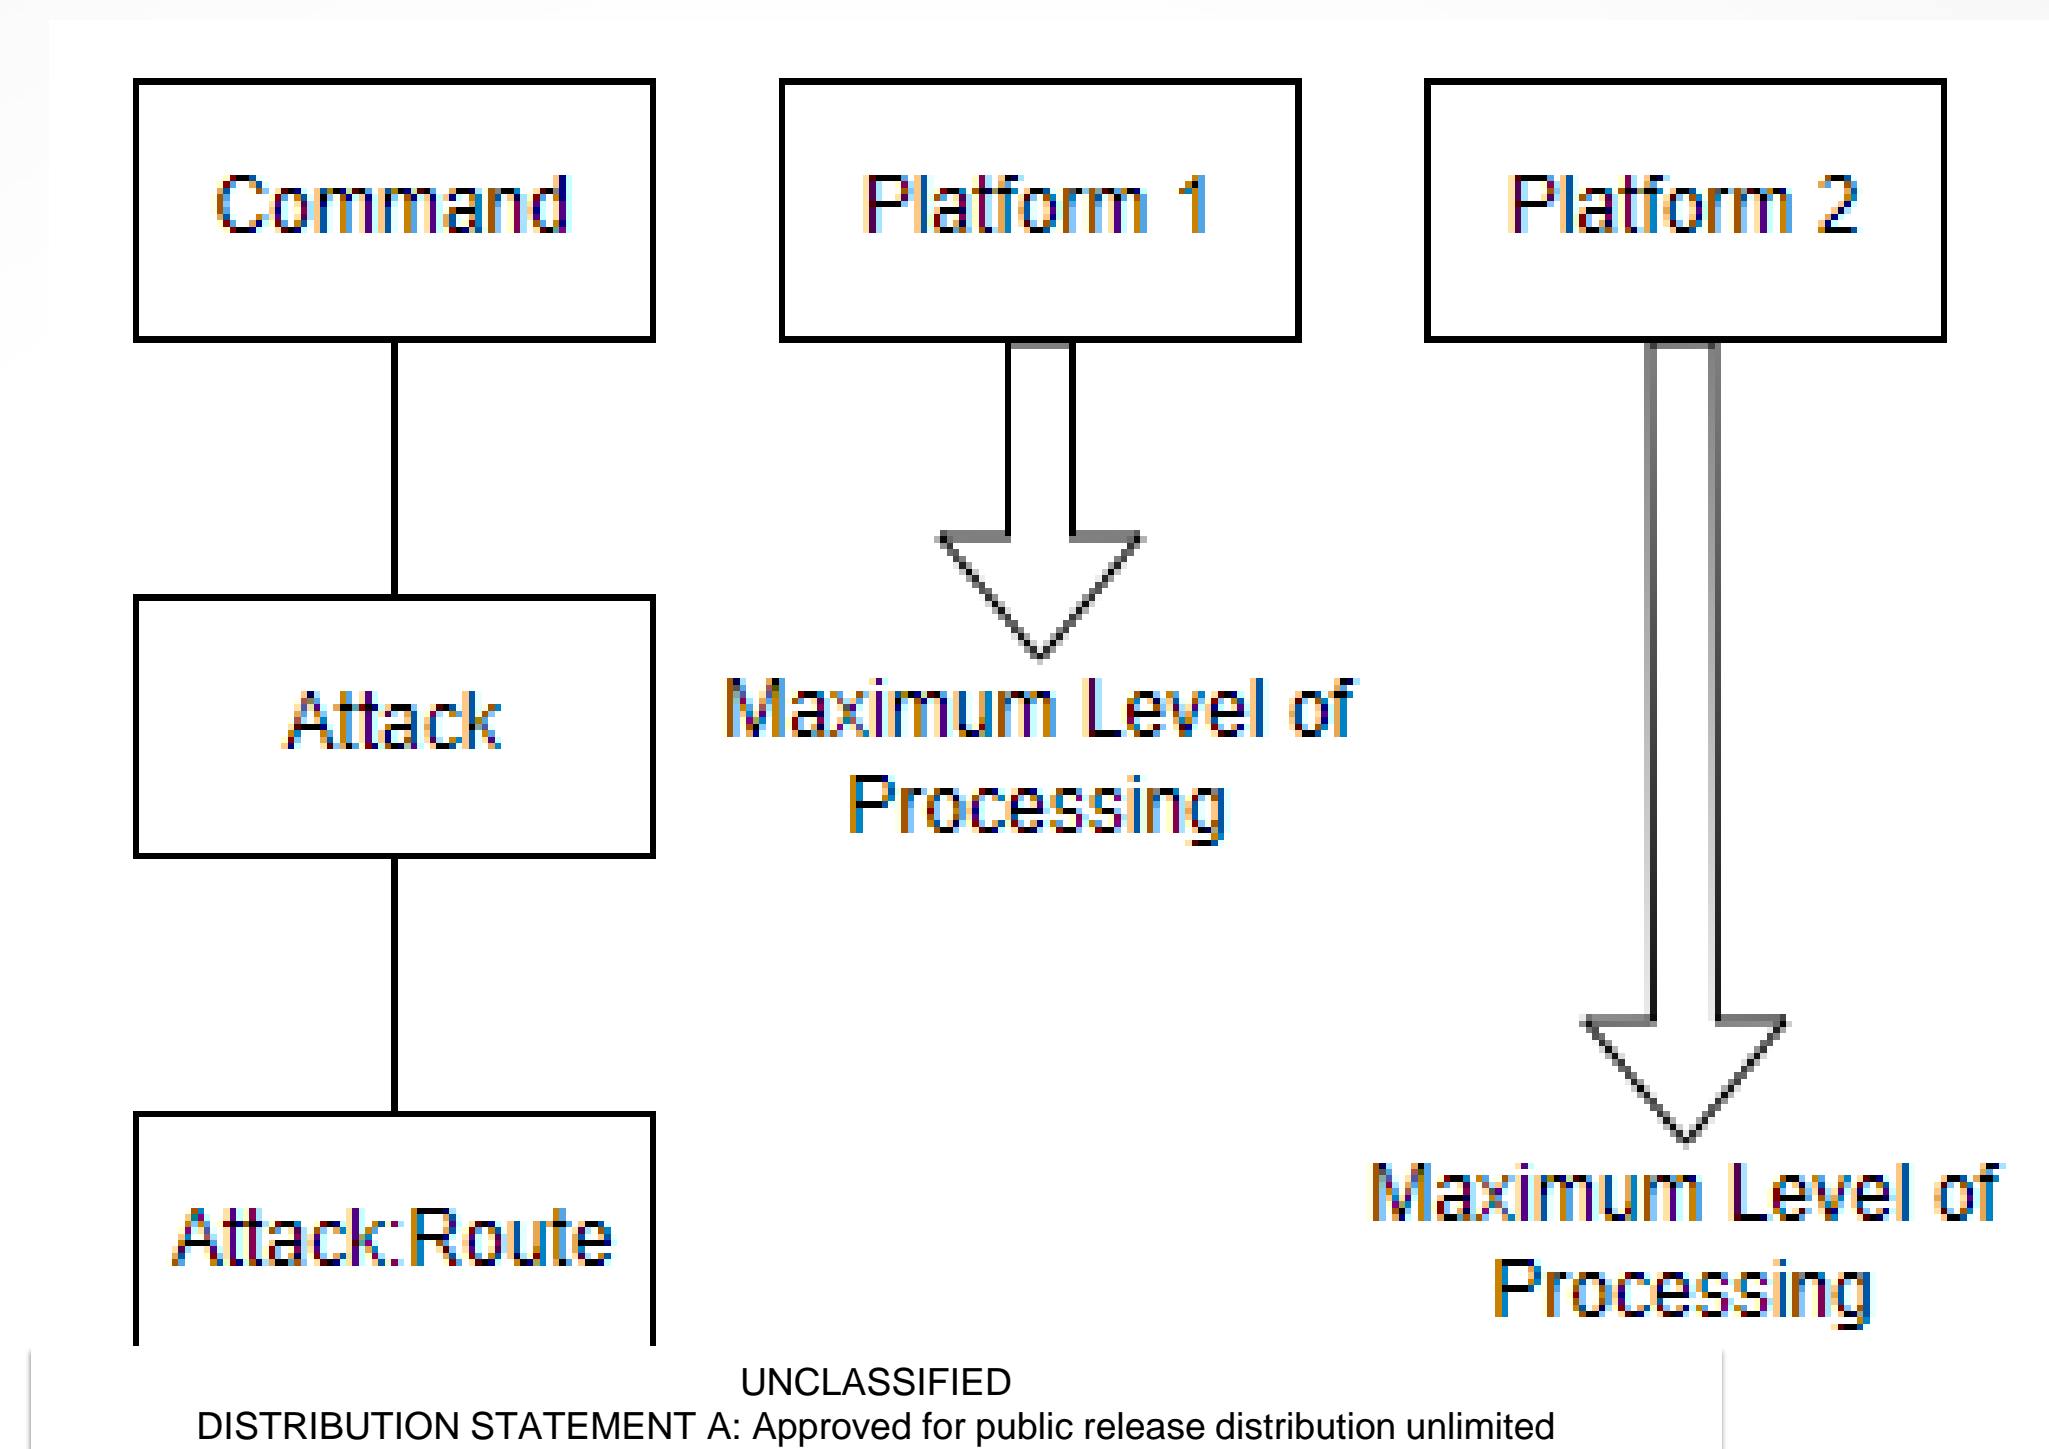 Command
Platform 1
Platform 2
Attack
Maximum Level of
Processing
Attack:Route
Maximum Level of
Processing
UNCLASSIFIED
DISTRIBUTION STATEMENT A: Approved for public release distribution unlimited